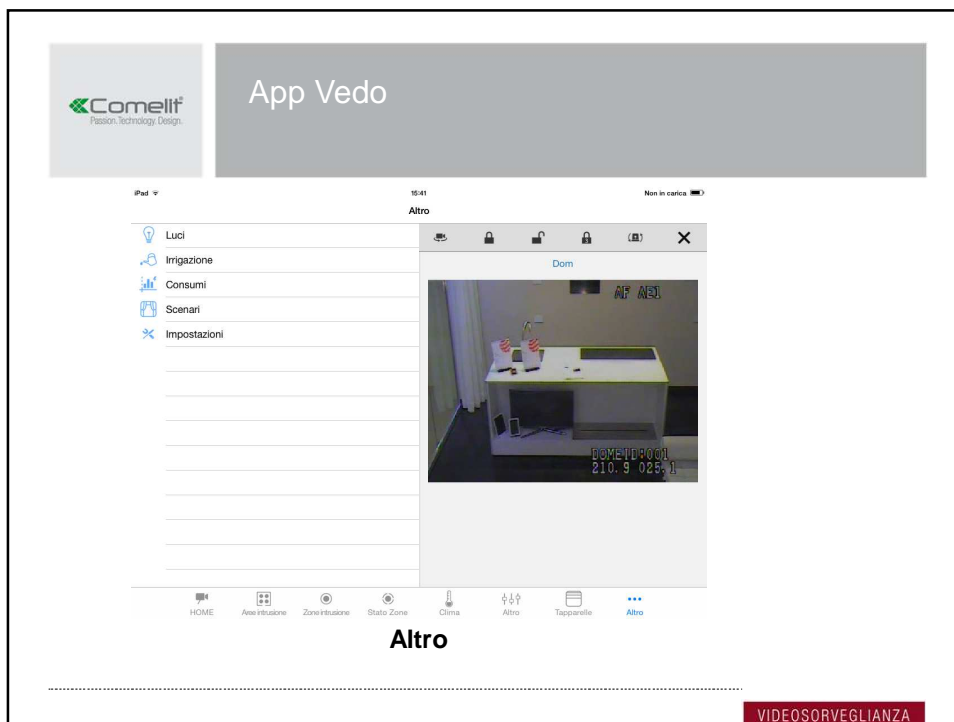 Comelit®
Passion.Technology.Design.
App Vedo
iPad
15:41
Non in carica
Altro
Luci
Irrigazione
Consumi
Scenari
Impostazioni
Dom
AF AE1
DOMEID:001
210.9 025.1
HOME
Aree intrusione
Zone intrusione
Stato Zone
Clima
Altro
Tapparelle
Altro
Altro
VIDEOSORVEGLIANZA